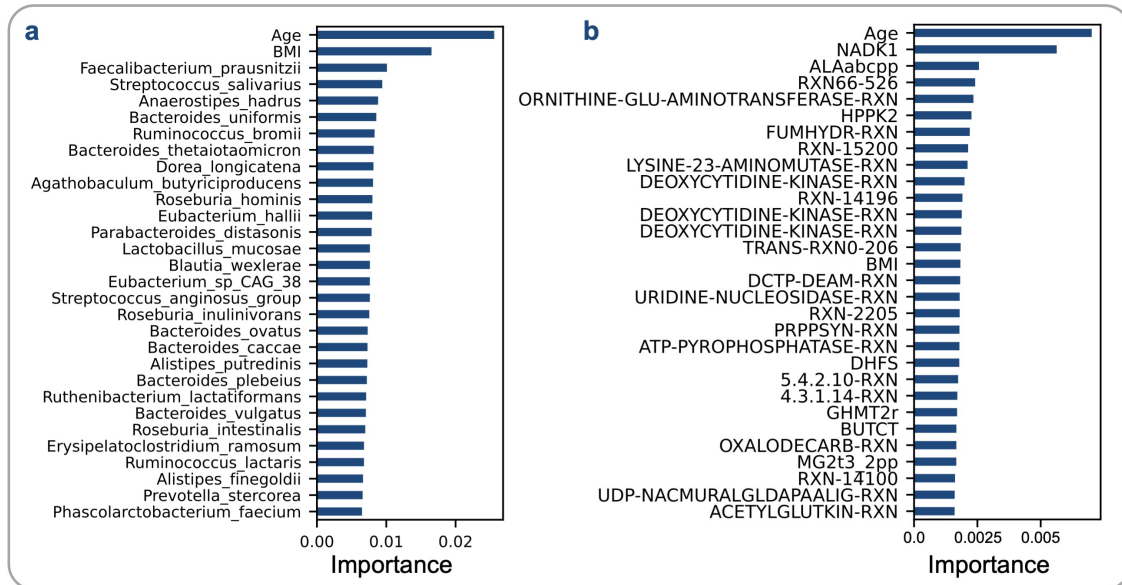 a
Age
BMI
Faecalibacterium_prausnitzii
Streptococcus_salivarius
Anaerostipes_hadrus
Bacteroides_uniformis
Ruminococcus_bromii
Bacteroides_thetaiotaomicron
Dorea_longicatena
Agathobaculum_butyriciproducens
Roseburia_hominis
Eubacterium_hallii
Parabacteroides_distasonis
Lactobacillus_mucosae
Blautia_wexlerae
Eubacterium_sp_CAG_38
Streptococcus_anginosus_group
Roseburia_inulinivorans
Bacteroides_ovatus
Bacteroides_caccae
Alistipes_putredinis
Bacteroides_plebeius
Ruthenibacterium_lactatiformans
Bacteroides_vulgatus
Roseburia_intestinalis
Erysipelatoclostridium_ramosum
Ruminococcus_lactaris
Alistipes_finegoldii
Prevotella_stercorea
Phascolarctobacterium_faecium
0.00 0.01 0.02
Importance
b
Age
NADK1
ALAabcpp
RXN66-526
ORNITHINE-GLU-AMINOTRANSFERASE-RXN
HPPK2
FUMHYDR-RXN
RXN-15200
LYSINE-23-AMINOMUTASE-RXN
DEOXYCYTIDINE-KINASE-RXN
RXN-14196
DEOXYCYTIDINE-KINASE-RXN
DEOXYCYTIDINE-KINASE-RXN
TRANS-RXN0-206
BMI
DCTP-DEAM-RXN
URIDINE-NUCLEOSIDASE-RXN
RXN-2205
PRPPSYN-RXN
ATP-PYROPHOSPHATASE-RXN
DHFS
5.4.2.10-RXN
4.3.1.14-RXN
GHMT2r
BUTCT
OXALODECARB-RXN
MG2t3_2pp
RXN-14100
UDP-NACMURALGLDAPAALIG-RXN
ACETYLGLUTKIN-RXN
0.0 0.0025 0.005
Importance